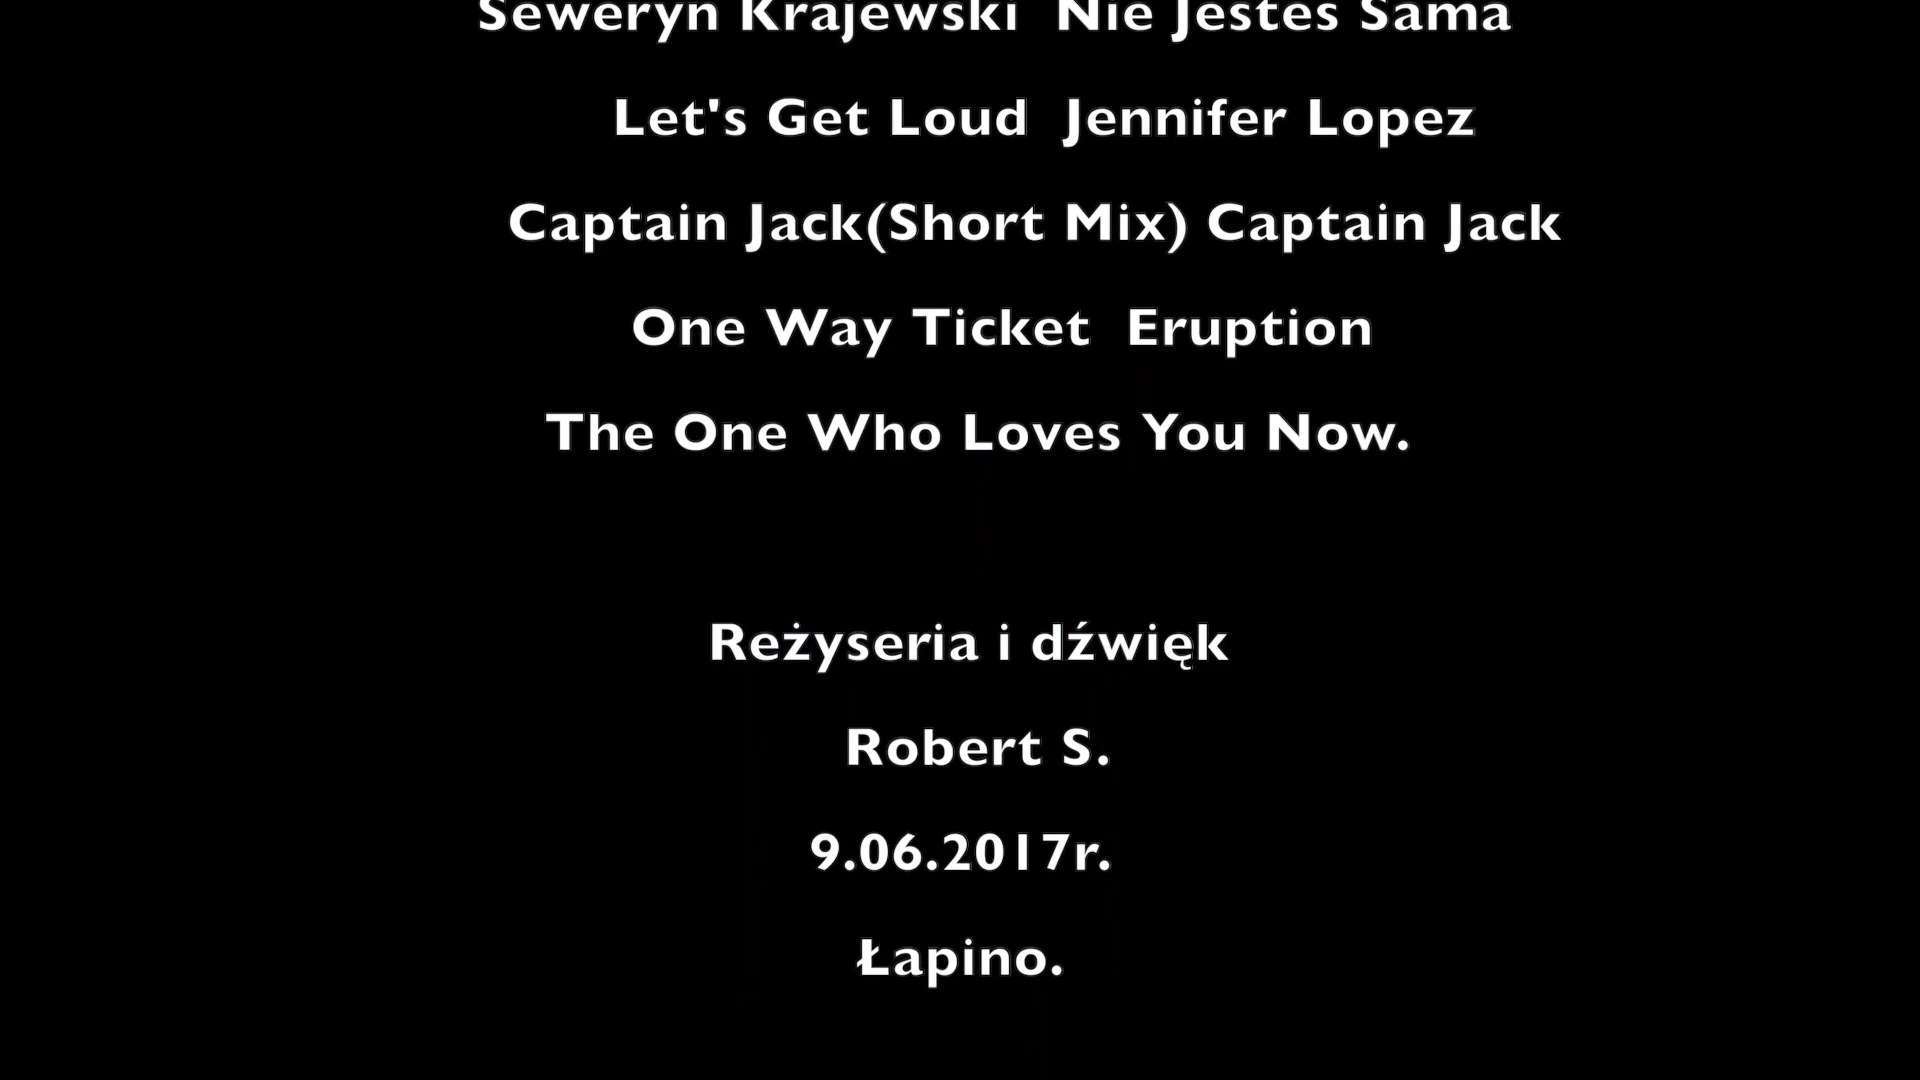 Seweryn Krajewski  Nie Jestes Sama
Let's Get Loud  Jennifer Lopez
Captain Jack(Short Mix) Captain Jack
One Way Ticket  Eruption
The One Who Loves You Now.
Reżyseria i dźwięk
Robert S.
9.06.2017r.
Łapino.